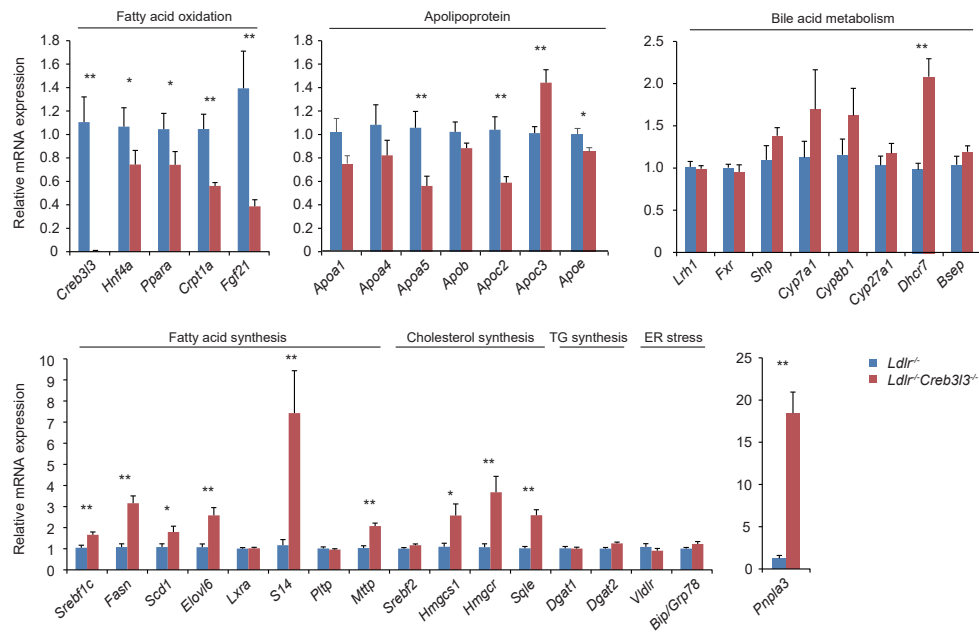 Fatty acid oxidation
Apolipoprotein
Bile acid metabolism
Relative mRNA expression
1.8
1.6
1.4
1.2
1.0
0.8
0.6
0.4
0.2
0
** * * ** **
Creb3l3 Hnf4a Ppara Crpt1a Fgf21
1.8
1.6
1.4
1.2
1.0
0.8
0.6
0.4
0.2
0
** ** ** *
Apoa1 Apoa4 Apoa5 Apob Apoc2 Apoc3 Apoe
2.5
2.0
1.5
1.0
0.5
0
**
Lrh1 Fxr Shp Cyp7a1 Cyp8b1 Cyp27a1 Dhcr7 Bsep
Fatty acid synthesis
Cholesterol synthesis
TG synthesis
ER stress
Relative mRNA expression
10
9
8
7
6
5
4
3
2
1
0
** ** * ** ** ** * ** **
Srebf1c Fasn Scd1 Elovl6 Lxra S14 Pltp Mttp Srebf2 Hmgcs1 Hmgcr Sqle Dgat1 Dgat2 Vldlr Bip/Grp78
25
20
15
10
5
0
**
Pnpla3
Ldlr-/-
Ldlr-/-Creb3l3-/-